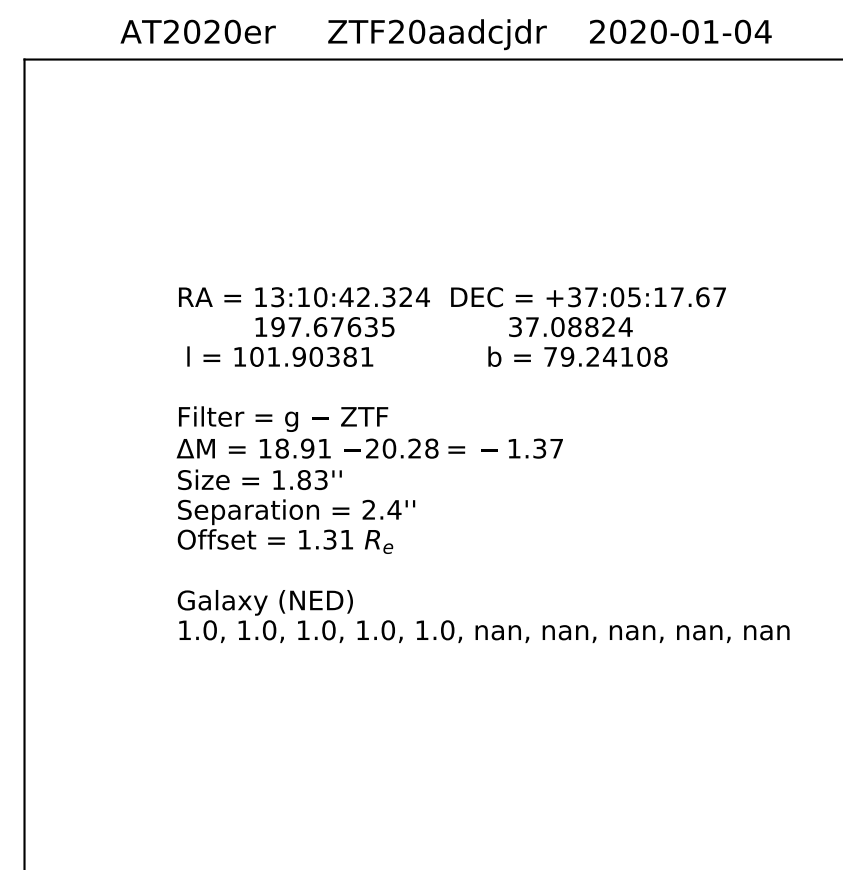 AT2020er ZTF20aadcjdr 2020-01-04
RA = 13:10:42.324 DEC = +37:05:17.67
197.67635 37.08824
l = 101.90381 b = 79.24108
Filter = g − ZTF
ΔM = 18.91 −20.28 = − 1.37
Size = 1.83''
Separation = 2.4''
Offset = 1.31 Rₑ
Galaxy (NED)
1.0, 1.0, 1.0, 1.0, 1.0, nan, nan, nan, nan, nan